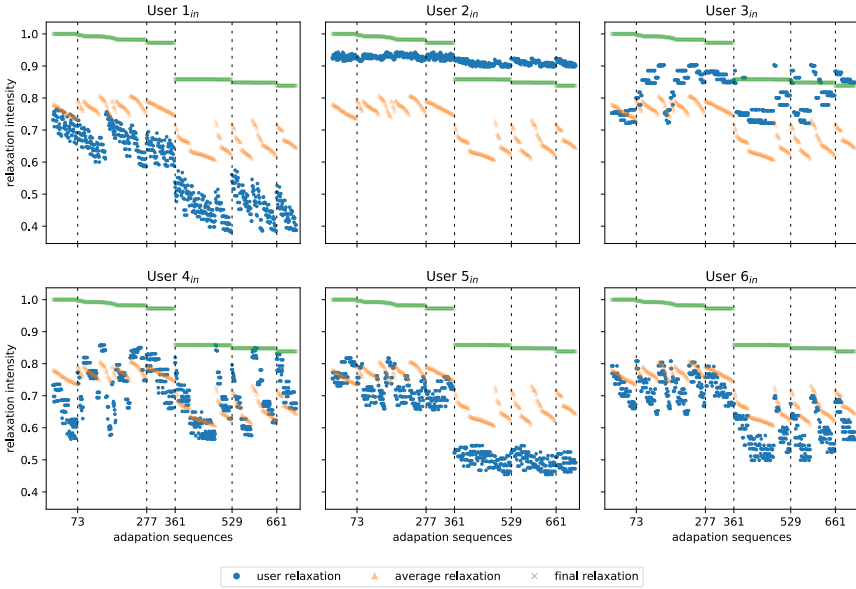 User 1in User 2in User 3in
1.0
0.9
0.8
0.7
0.6
0.5
0.4
relaxation intensity
User 4in User 5in User 6in
1.0
0.9
0.8
0.7
0.6
0.5
0.4
relaxation intensity
73 277 361 529 661 73 277 361 529 661 73 277 361 529 661
adapation sequences adapation sequences adapation sequences
user relaxation average relaxation final relaxation